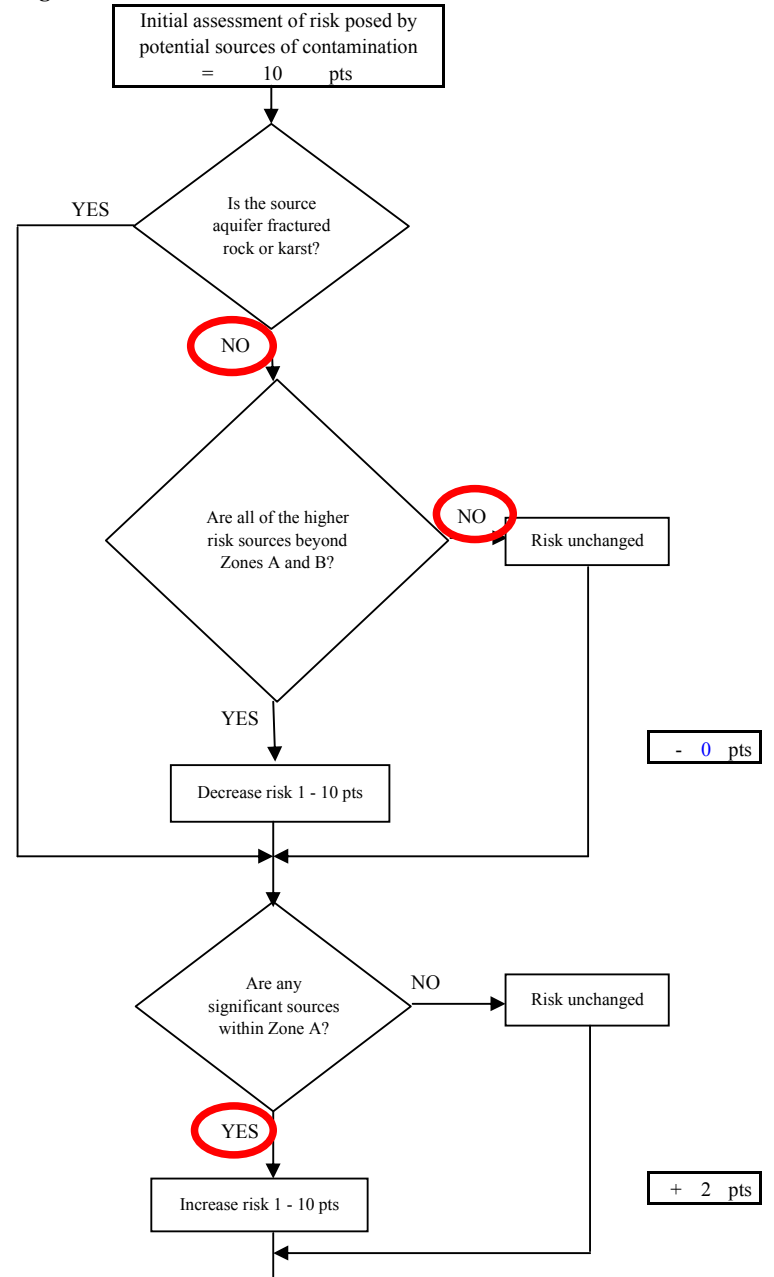 Initial assessment of risk posed by
potential sources of contamination
= 10 pts
YES
Is the source
aquifer fractured
rock or karst?
NO
Are all of the higher
risk sources beyond
Zones A and B?
NO
Risk unchanged
YES
- 0 pts
Decrease risk 1 - 10 pts
Are any
significant sources
within Zone A?
NO
Risk unchanged
YES
+ 2 pts
Increase risk 1 - 10 pts